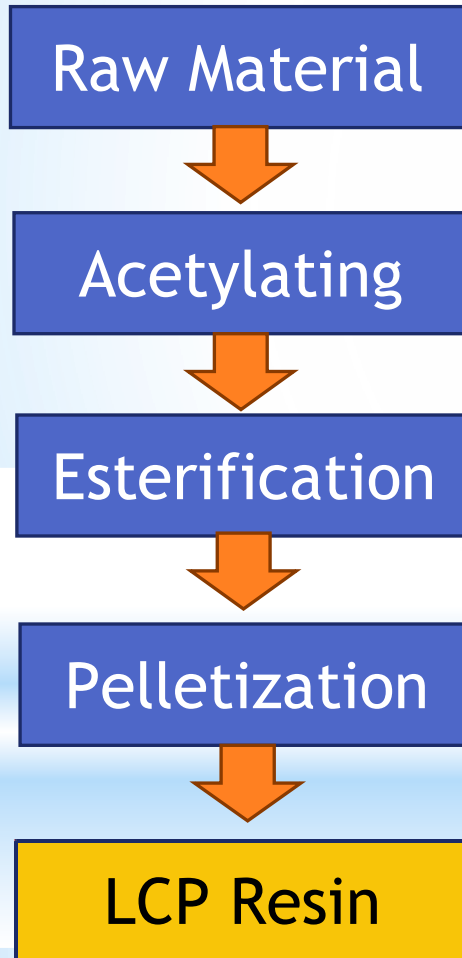 Raw Material
Acetylating
Esterification
Pelletization
LCP Resin